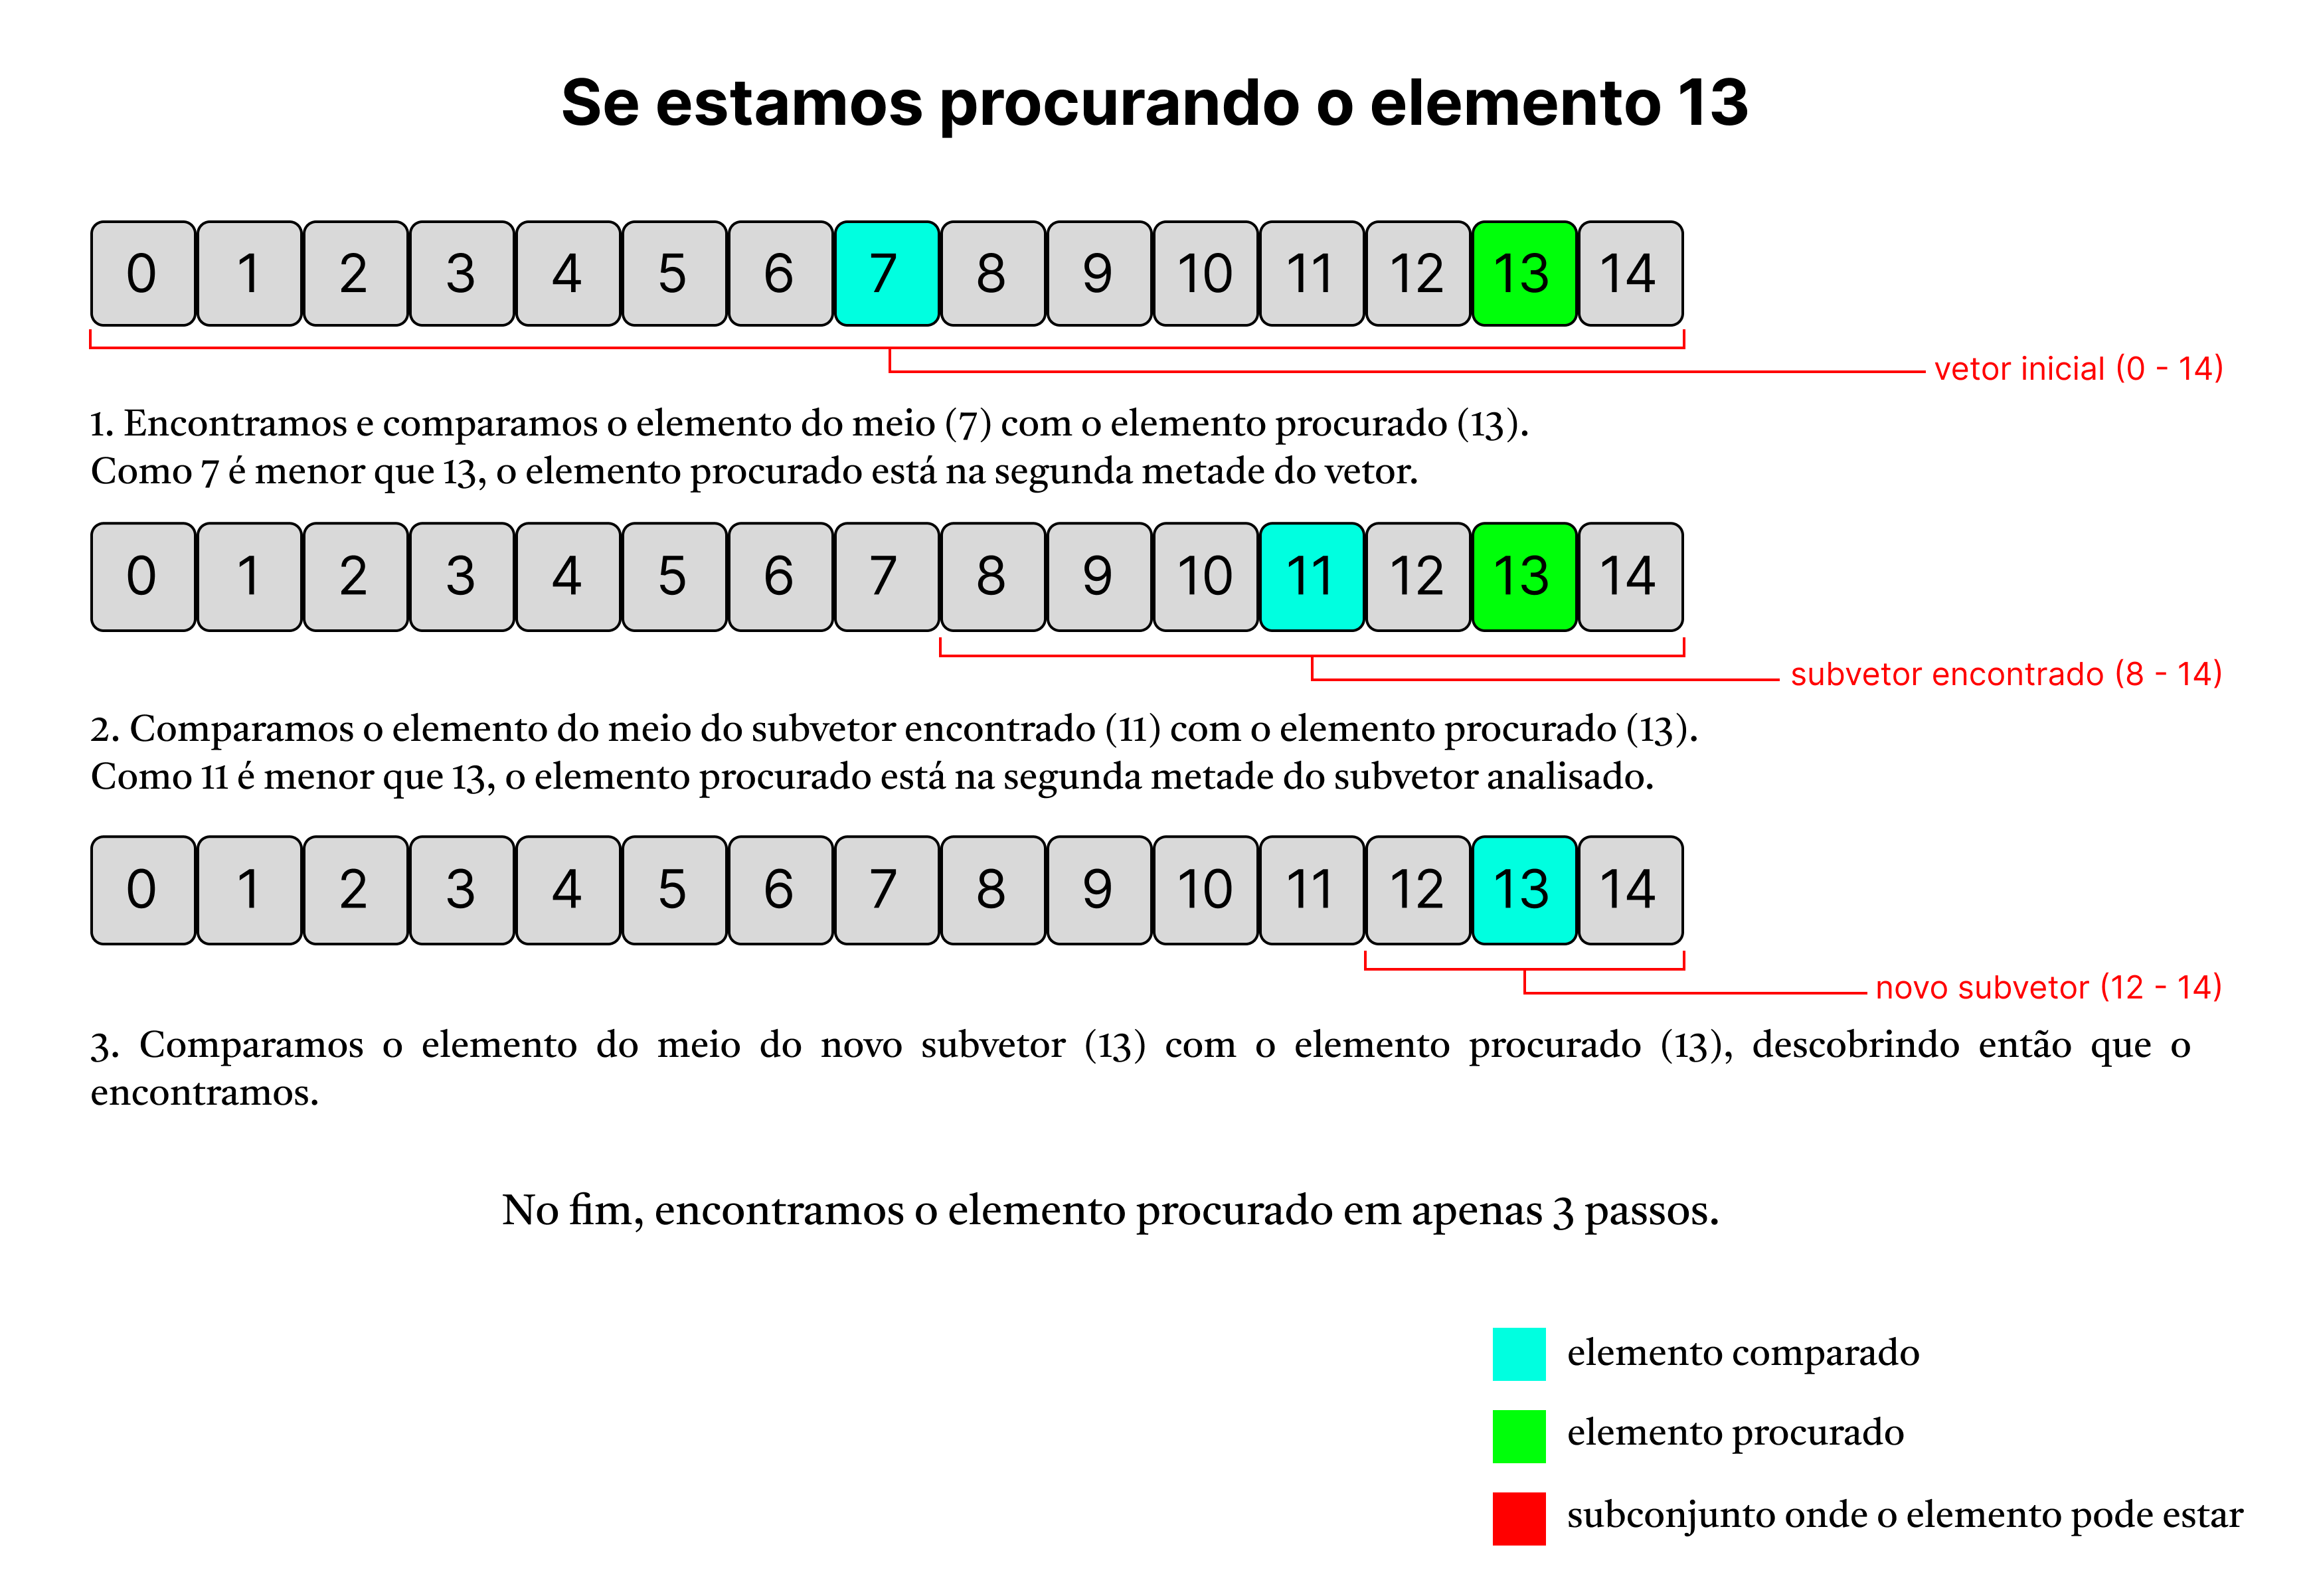 Se estamos procurando o elemento 13
0 1 2 3 4 5 6 7 8 9 10 11 12 13 14
vetor inicial (0 - 14)
1. Encontramos e comparamos o elemento do meio (7) com o elemento procurado (13).
Como 7 é menor que 13, o elemento procurado está na segunda metade do vetor.
0 1 2 3 4 5 6 7 8 9 10 11 12 13 14
subvetor encontrado (8 - 14)
2. Comparamos o elemento do meio do subvetor encontrado (11) com o elemento procurado (13).
Como 11 é menor que 13, o elemento procurado está na segunda metade do subvetor analisado.
0 1 2 3 4 5 6 7 8 9 10 11 12 13 14
novo subvetor (12 - 14)
3. Comparamos o elemento do meio do novo subvetor (13) com o elemento procurado (13), descobrindo então que o
encontramos.
No fim, encontramos o elemento procurado em apenas 3 passos.
elemento comparado
elemento procurado
subconjunto onde o elemento pode estar